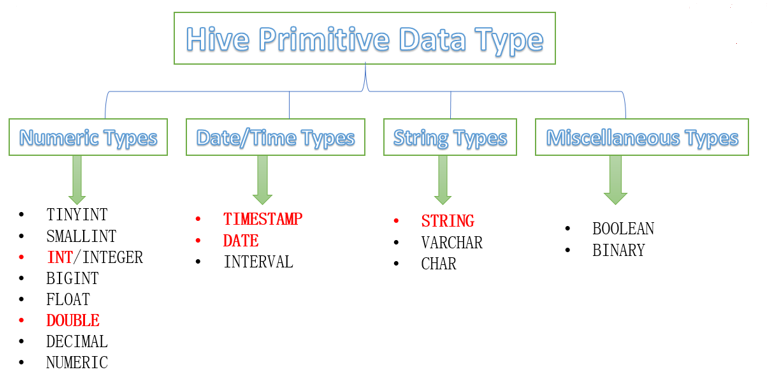 Hive Primitive Data Type
Numeric Types
Date/Time Types
String Types
Miscellaneous Types
• TINYINT
• SMALLINT
• INT/INTEGER
• BIGINT
• FLOAT
• DOUBLE
• DECIMAL
• NUMERIC
• TIMESTAMP
• DATE
• INTERVAL
• STRING
• VARCHAR
• CHAR
• BOOLEAN
• BINARY